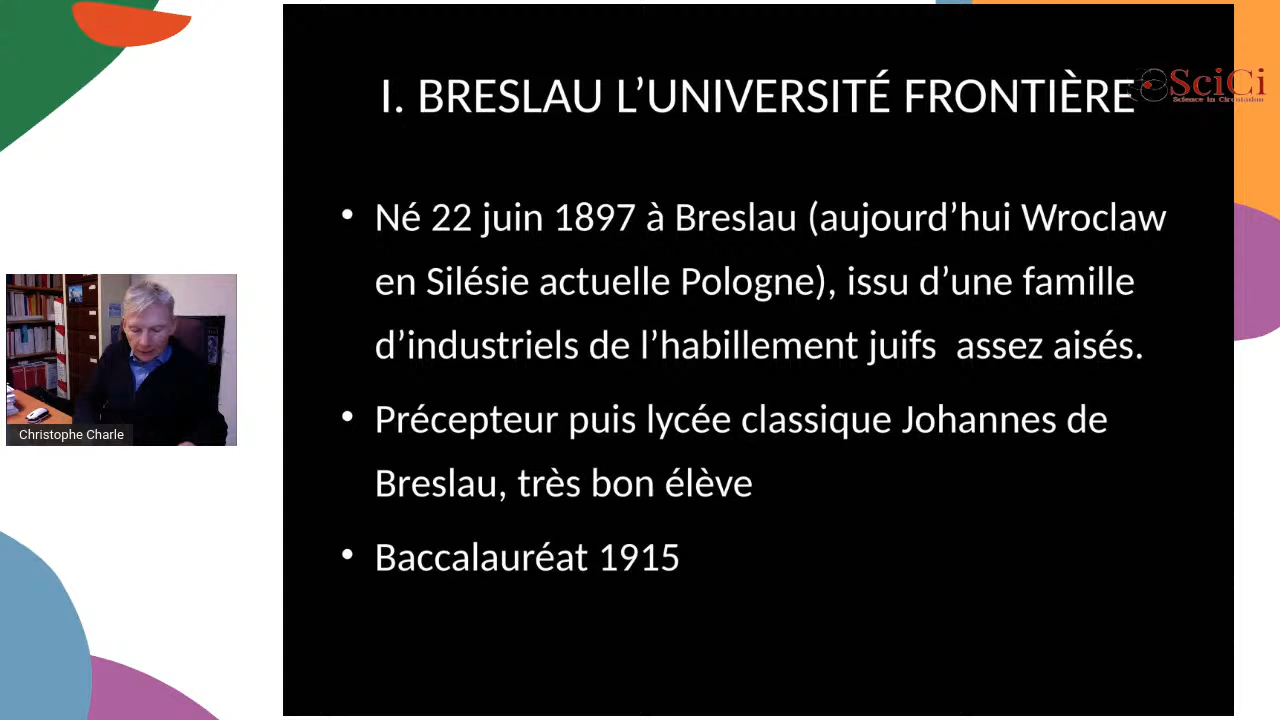 I. BRESLAU L’UNIVERSITÉ FRONTIÈRE
SciCi
Science in Circulation
• Né 22 juin 1897 à Breslau (aujourd’hui Wroclaw
en Silésie actuelle Pologne), issu d’une famille
d’industriels de l’habillement juifs  assez aisés.
• Précepteur puis lycée classique Johannes de
Breslau, très bon élève
• Baccalauréat 1915
Christophe Charle